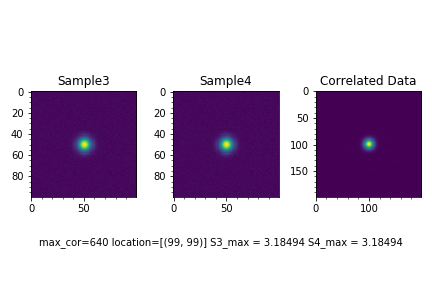 Sample3 Sample4 Correlated Data
0 0 0
20 20 50
40 40 100
60 60 150
80 80
0 50 0 50 0 100
max_cor=640 location=[(99, 99)] S3_max = 3.18494 S4_max = 3.18494